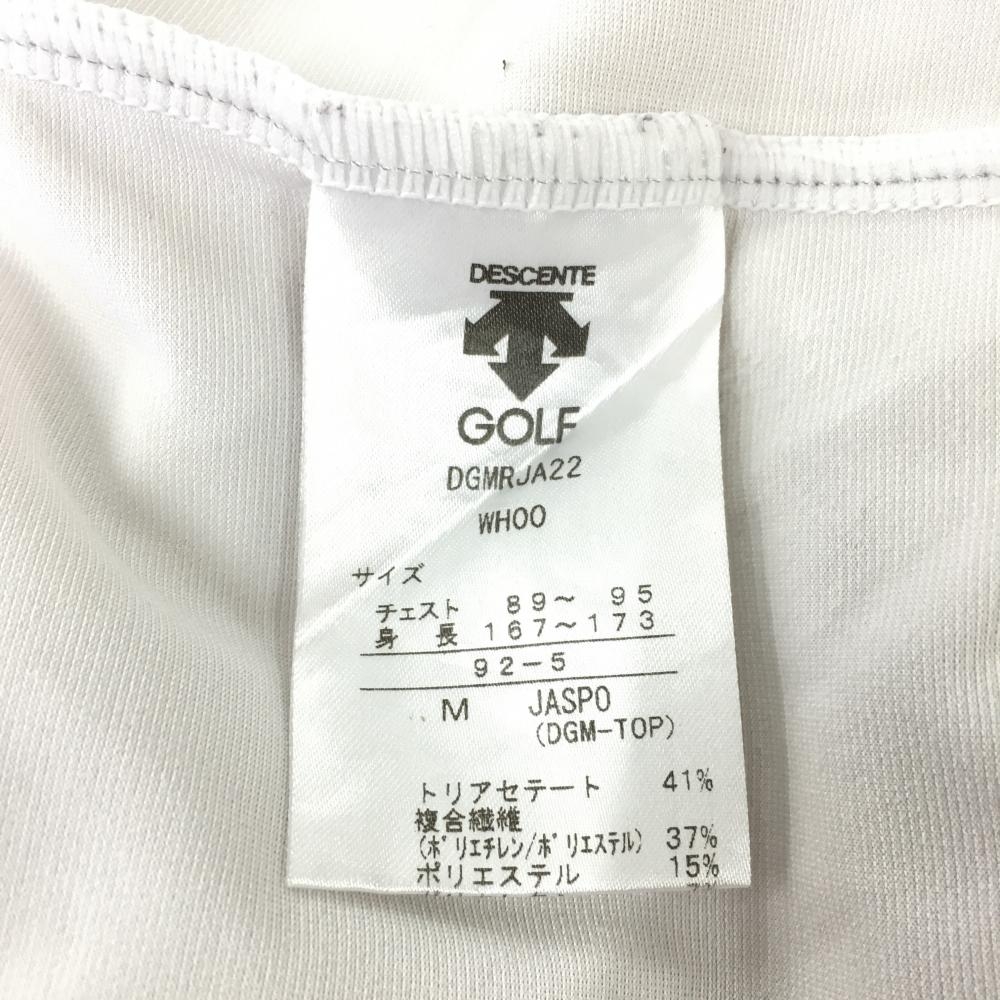 DESCENTE
GOLF
DGMRJA22
WH00
サイズ
チェスト 89～ 95
身 長 167～173
92-5
M JASPO
(DGM-TOP)
トリアセテート 41%
複合繊維
(ポリエチレン/ポリエステル) 37%
ポリエステル 15%